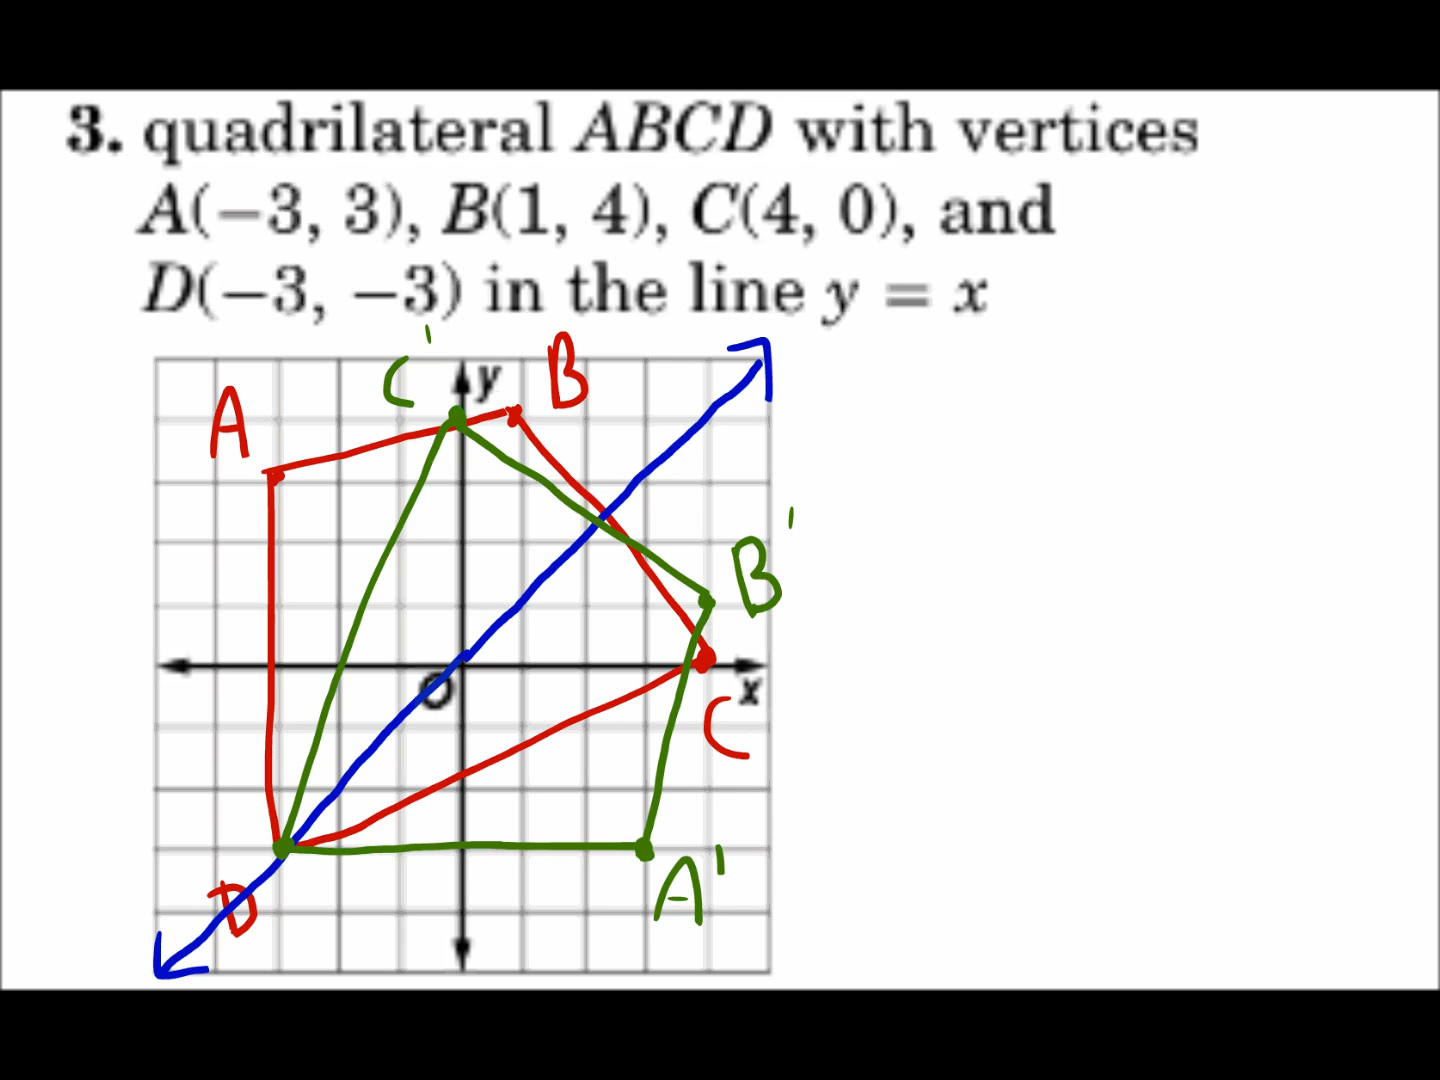 3. quadrilateral ABCD with vertices
A(−3, 3), B(1, 4), C(4, 0), and
D(−3, −3) in the line y = x
C'
y
B
A
B'
O
x
C
D
A'